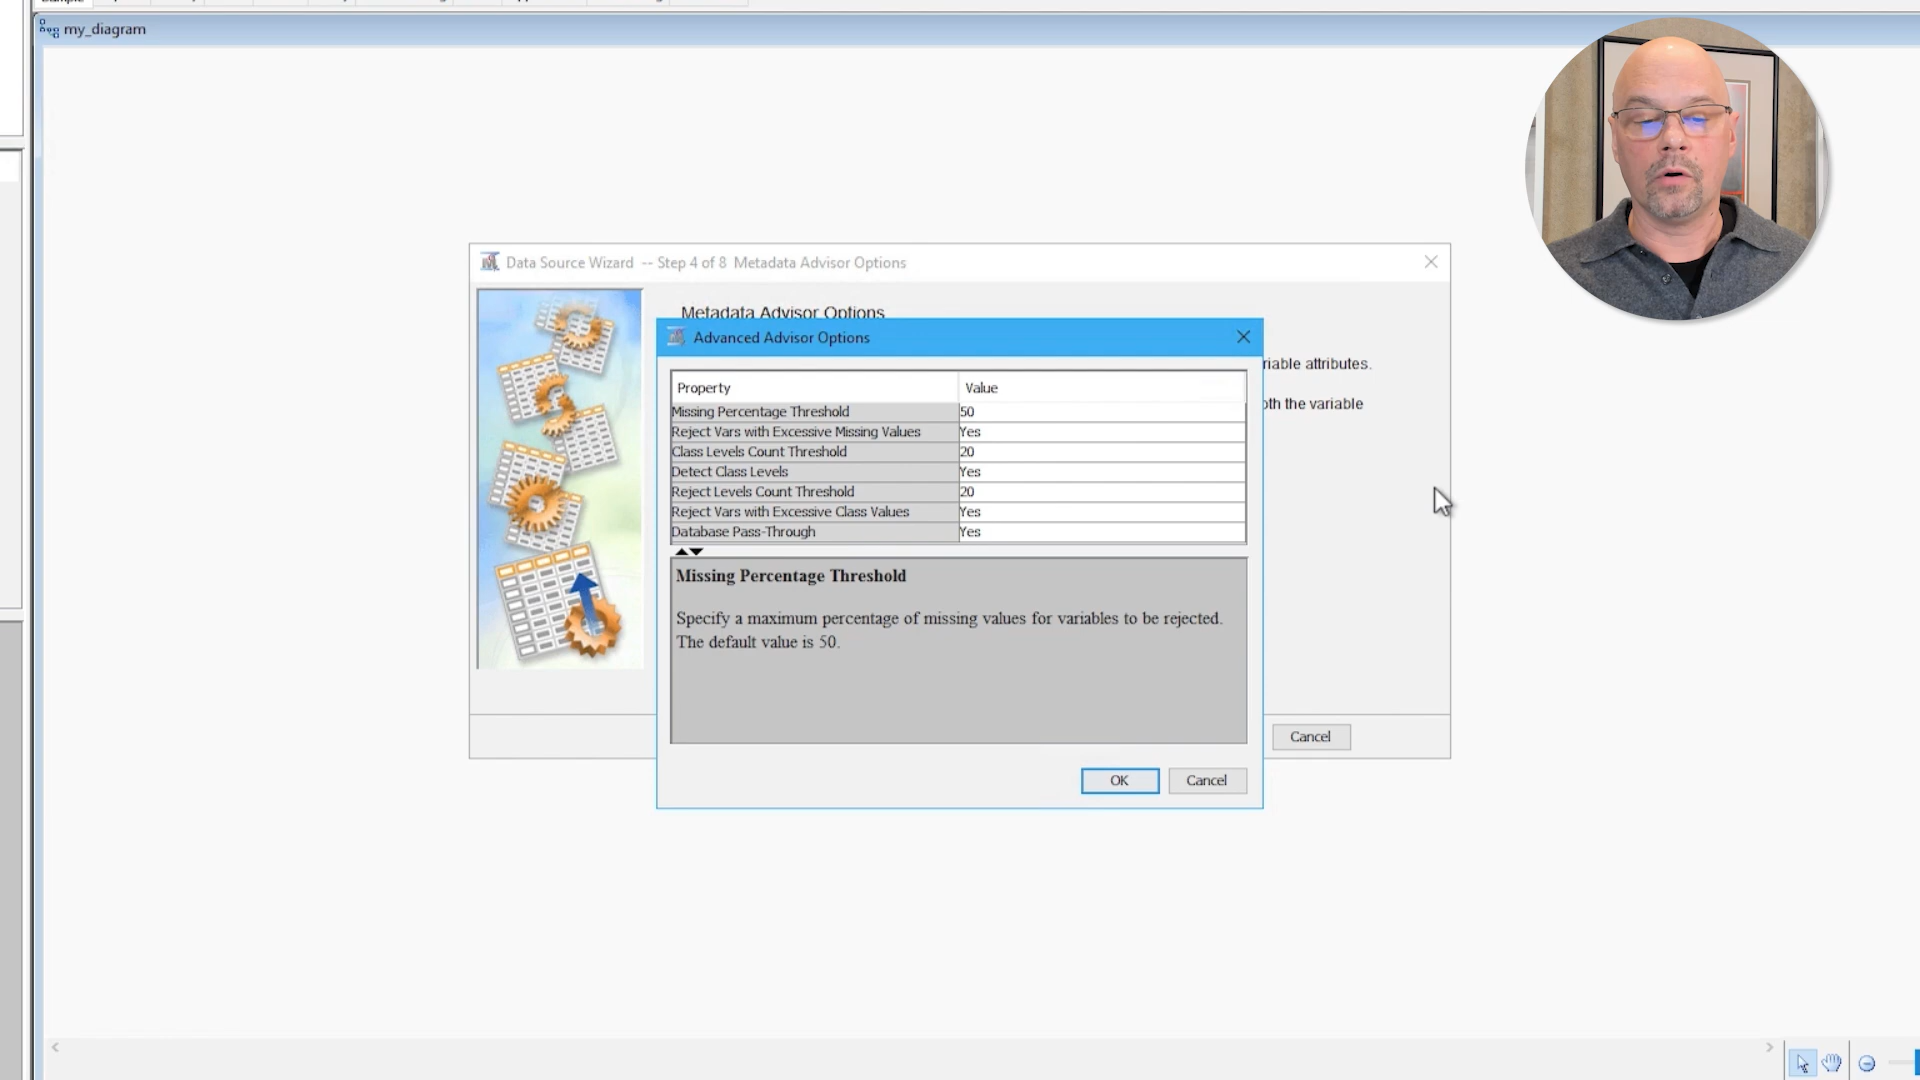 my_diagram
Data Source Wizard -- Step 4 of 8 Metadata Advisor Options
Metadata Advisor Options
riable attributes.
oth the variable
Advanced Advisor Options
Property Value
Missing Percentage Threshold 50
Reject Vars with Excessive Missing Values Yes
Class Levels Count Threshold 20
Detect Class Levels Yes
Reject Levels Count Threshold 20
Reject Vars with Excessive Class Values Yes
Database Pass-Through Yes
Missing Percentage Threshold
Specify a maximum percentage of missing values for variables to be rejected.
The default value is 50.
OK Cancel
Cancel